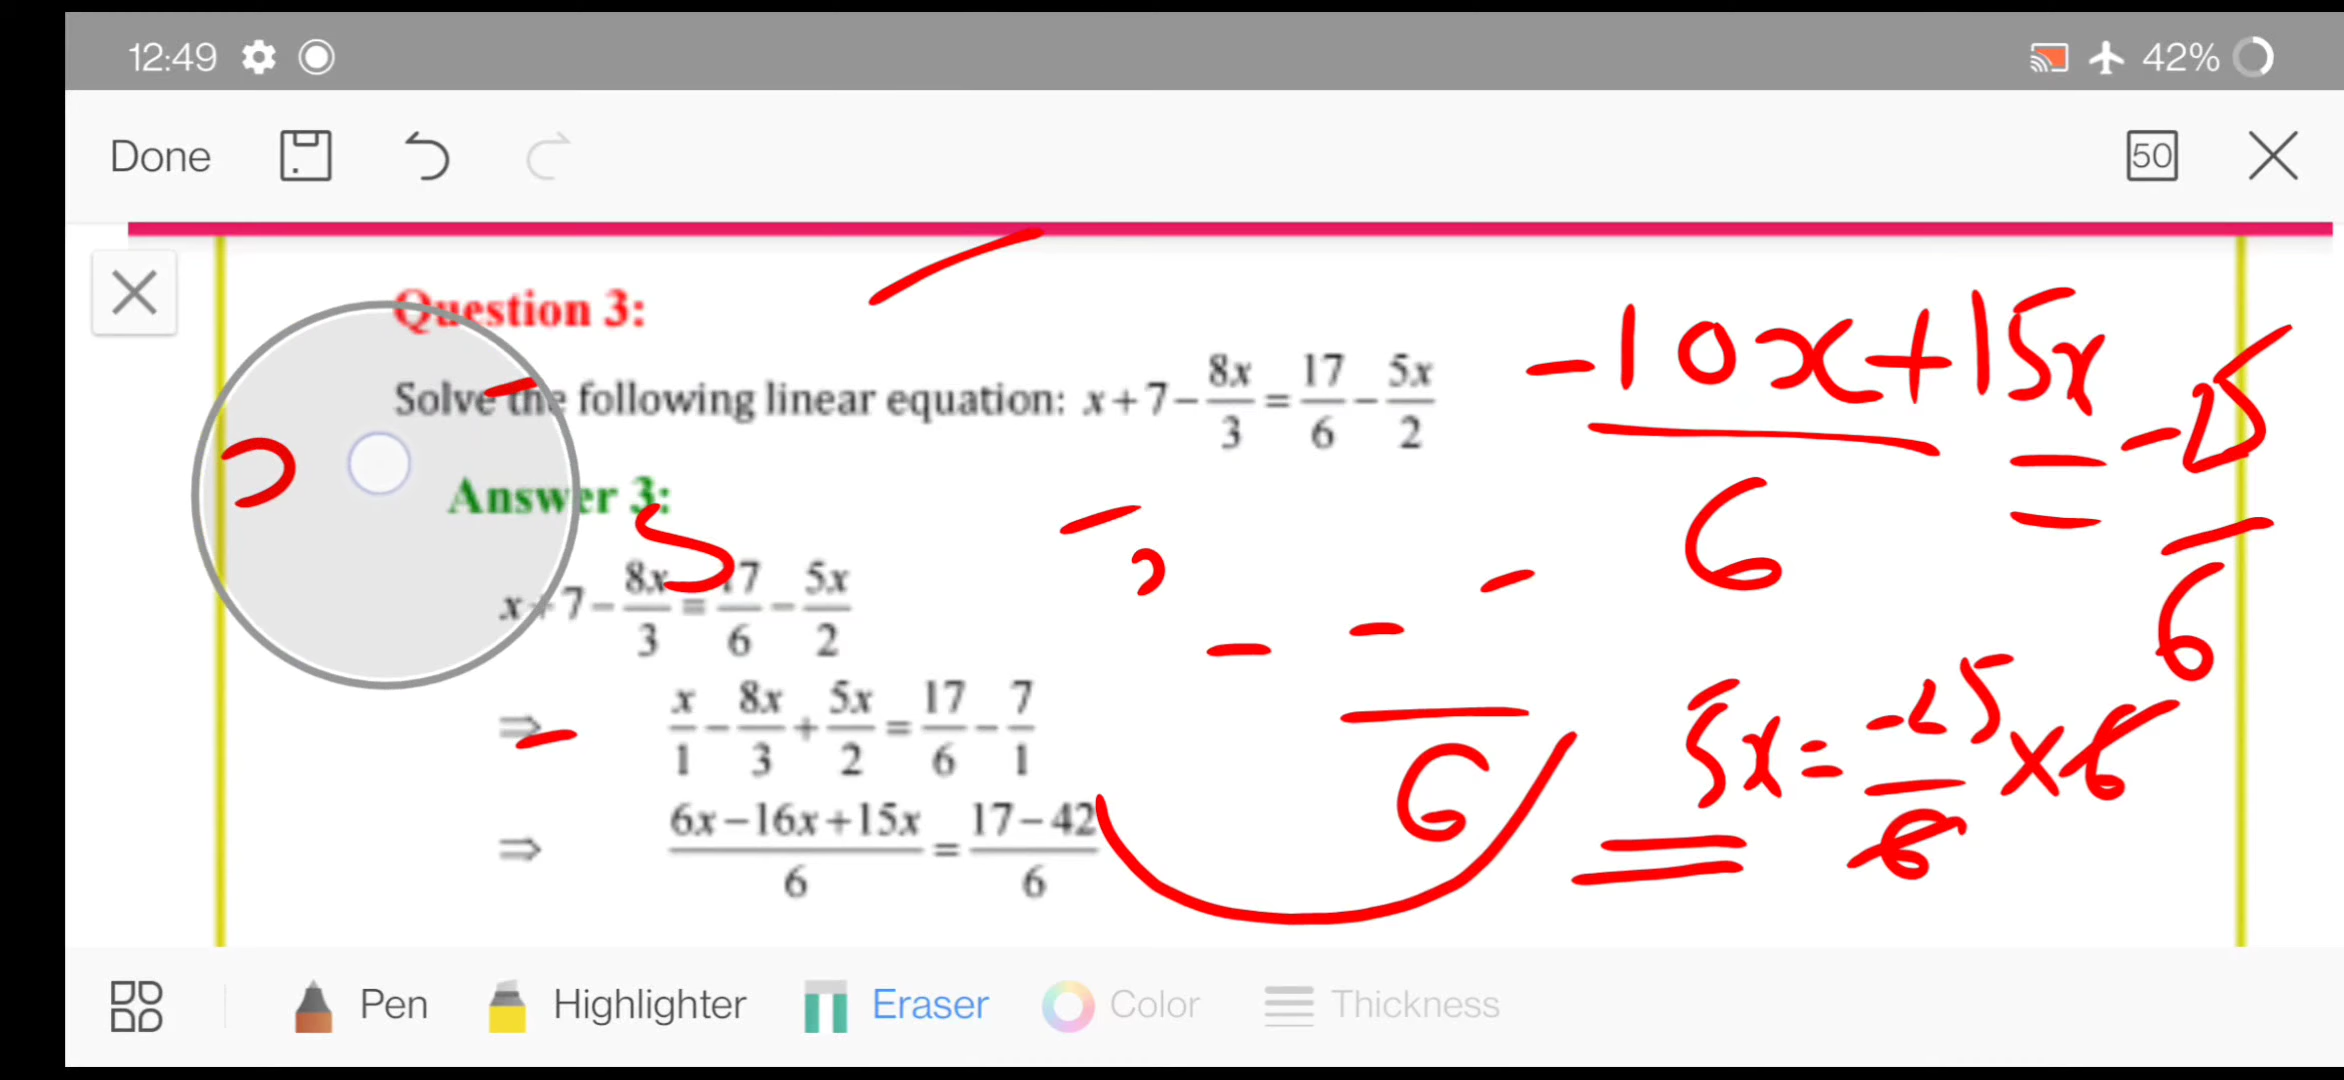 12:49 42%
Done 50
Question 3:
Solve the following linear equation: x + 7 - 8x/3 = 17/6 - 5x/2
-10x+15x/6 = -25/6
Answer 3:
x + 7 - 8x/3 = 17/6 - 5x/2
⇒ x/1 - 8x/3 + 5x/2 = 17/6 - 7/1
5x = -25/6 x 6
⇒ 6x - 16x + 15x/6 = 17 - 42/6
6
Pen Highlighter Eraser Color Thickness